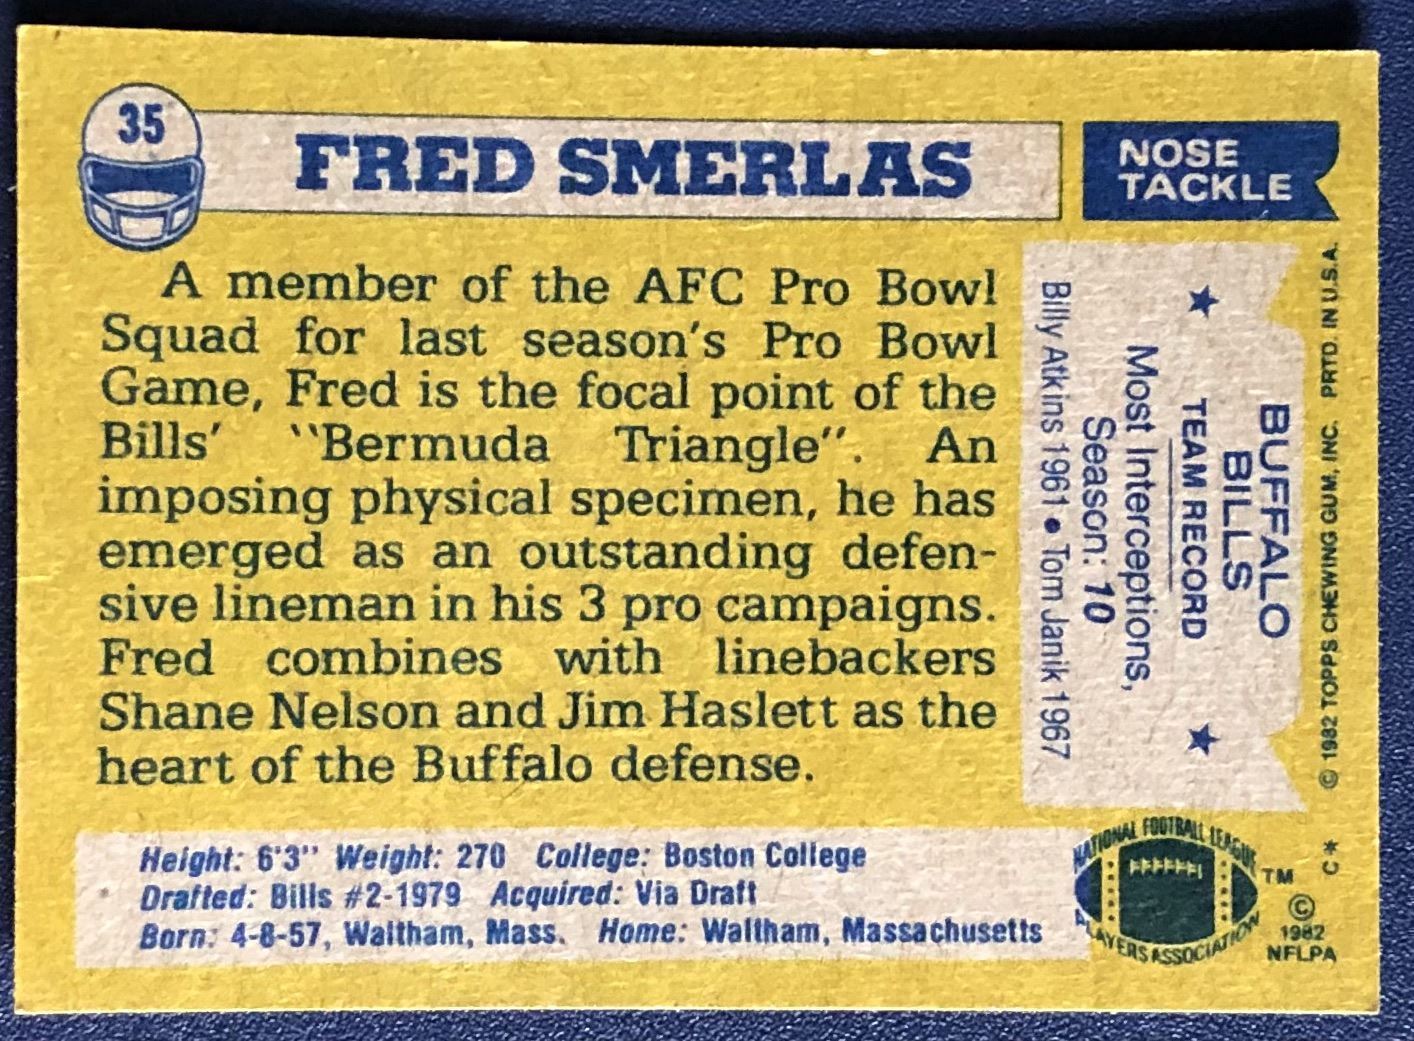 35
FRED SMERLAS
NOSE
TACKLE
A member of the AFC Pro Bowl
Squad for last season's Pro Bowl
Game, Fred is the focal point of the
Bills' "Bermuda Triangle". An
imposing physical specimen, he has
emerged as an outstanding defen-
sive lineman in his 3 pro campaigns.
Fred combines with linebackers
Shane Nelson and Jim Haslett as the
heart of the Buffalo defense.
BUFFALO
BILLS
★ TEAM RECORD ★
Most Interceptions,
Season: 10
Billy Atkins 1961 • Tom Janik 1967
© 1982 TOPPS CHEWING GUM, INC. PRTD. IN U.S.A.
C*
Height: 6'3" Weight: 270 College: Boston College
Drafted: Bills #2-1979 Acquired: Via Draft
Born: 4-8-57, Waltham, Mass. Home: Waltham, Massachusetts
NATIONAL FOOTBALL LEAGUE
PLAYERS ASSOCIATION
TM
©
1982
NFLPA